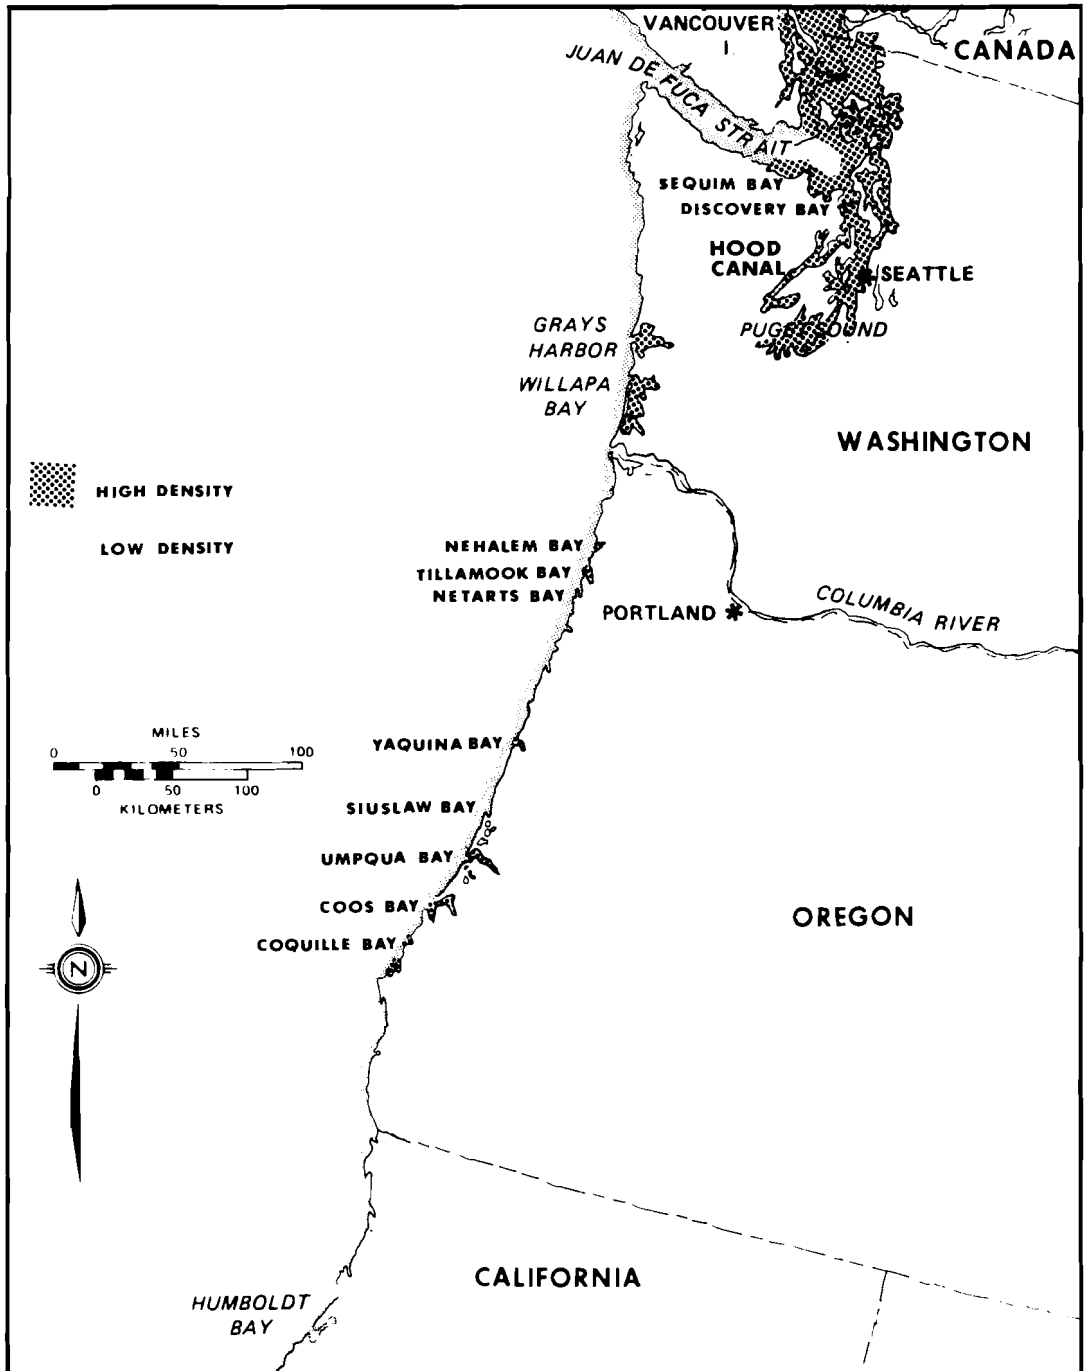 VANCOUVER
I.
CANADA
JUAN DE FUCA STRAIT
SEQUIM BAY
DISCOVERY BAY
HOOD
CANAL
SEATTLE
PUGET SOUND
GRAYS
HARBOR
WILLAPA
BAY
WASHINGTON
HIGH DENSITY
LOW DENSITY
NEHALEM BAY
TILLAMOOK BAY
NETARTS BAY
PORTLAND
COLUMBIA RIVER
MILES
0 50 100
0 50 100
KILOMETERS
YAQUINA BAY
SIUSLAW BAY
UMPQUA BAY
COOS BAY
COQUILLE BAY
OREGON
N
CALIFORNIA
HUMBOLDT
BAY